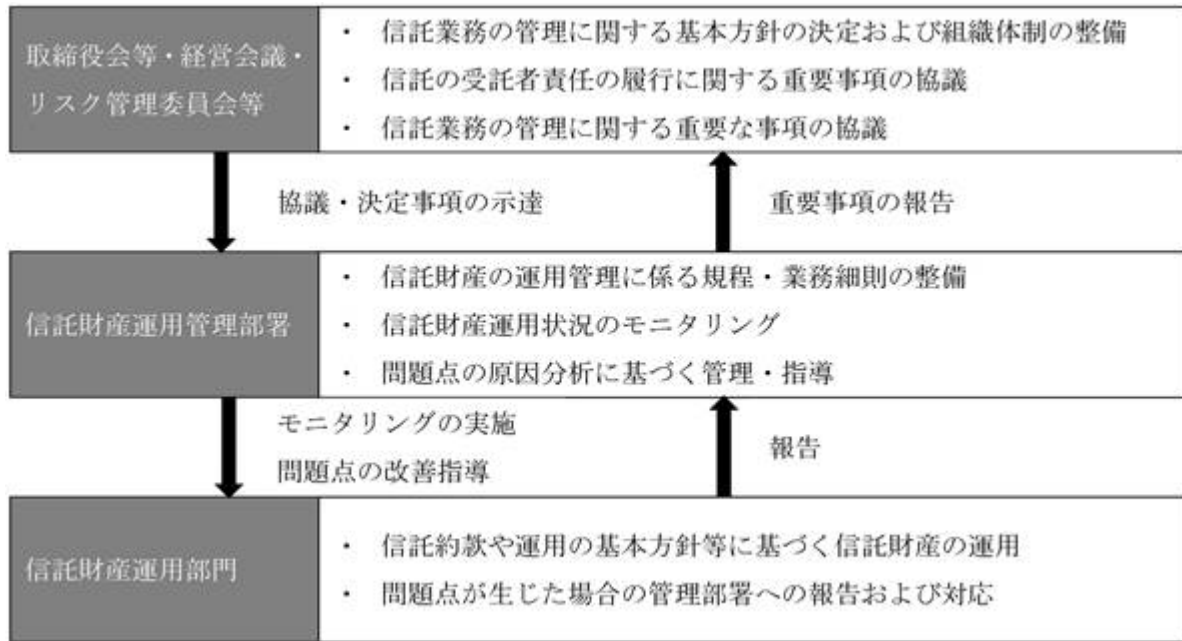 取締役会等・経営会議・
リスク管理委員会等
・ 信託業務の管理に関する基本方針の決定および組織体制の整備
・ 信託の受託者責任の履行に関する重要事項の協議
・ 信託業務の管理に関する重要な事項の協議
協議・決定事項の示達
重要事項の報告
信託財産運用管理部署
・ 信託財産の運用管理に係る規程・業務細則の整備
・ 信託財産運用状況のモニタリング
・ 問題点の原因分析に基づく管理・指導
モニタリングの実施
問題点の改善指導
報告
信託財産運用部門
・ 信託約款や運用の基本方針等に基づく信託財産の運用
・ 問題点が生じた場合の管理部署への報告および対応